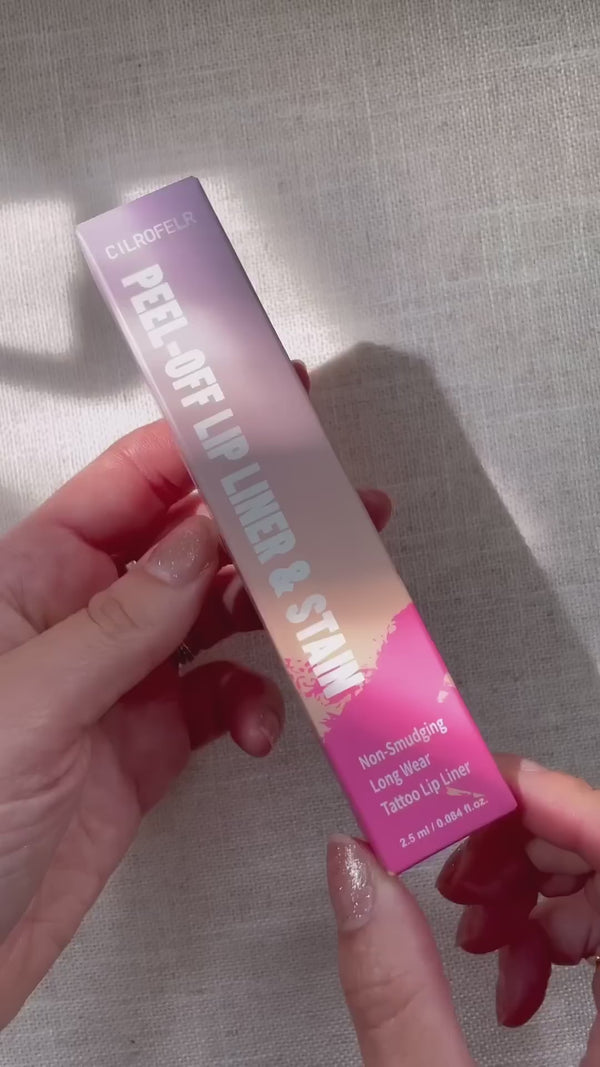 CILROFELR
PEEL-OFF LIP LINER & STAIN
Non-Smudging
Long Wear
Tattoo Lip Liner
2.5 ml / 0.084 fl.oz.